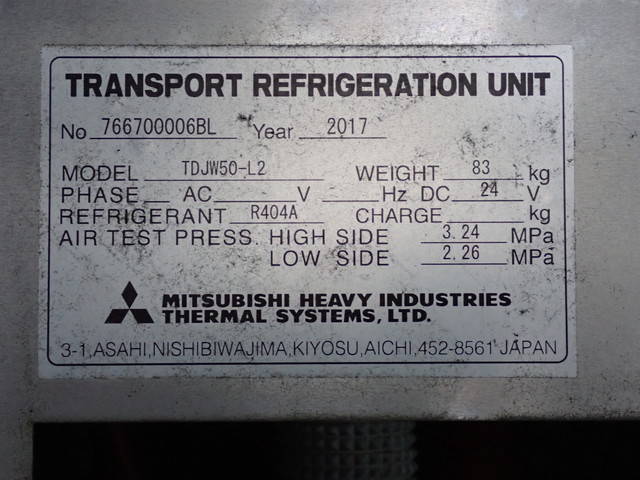 TRANSPORT REFRIGERATION UNIT
No 766700006BL Year 2017
MODEL TDJW50-L2 WEIGHT 83 kg
PHASE AC V Hz DC 24 V
REFRIGERANT R404A CHARGE kg
AIR TEST PRESS. HIGH SIDE 3.24 MPa
LOW SIDE 2.26 MPa
MITSUBISHI HEAVY INDUSTRIES
THERMAL SYSTEMS, LTD.
3-1,ASAHI,NISHIBIWAJIMA,KIYOSU,AICHI,452-8561 JAPAN